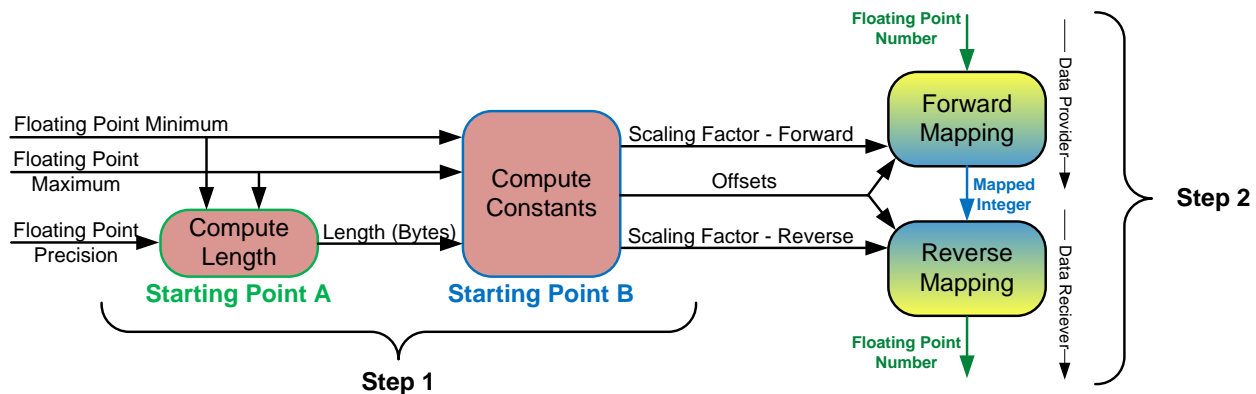 Floating Point
Number
Forward
Mapping
Data Provider
Floating Point Minimum
Scaling Factor - Forward
Floating Point
Maximum
Compute
Constants
Offsets
Mapped
Integer
Step 2
Floating Point
Precision
Compute
Length
Length (Bytes)
Scaling Factor - Reverse
Reverse
Mapping
Data Reciever
Starting Point A
Starting Point B
Floating Point
Number
Step 1